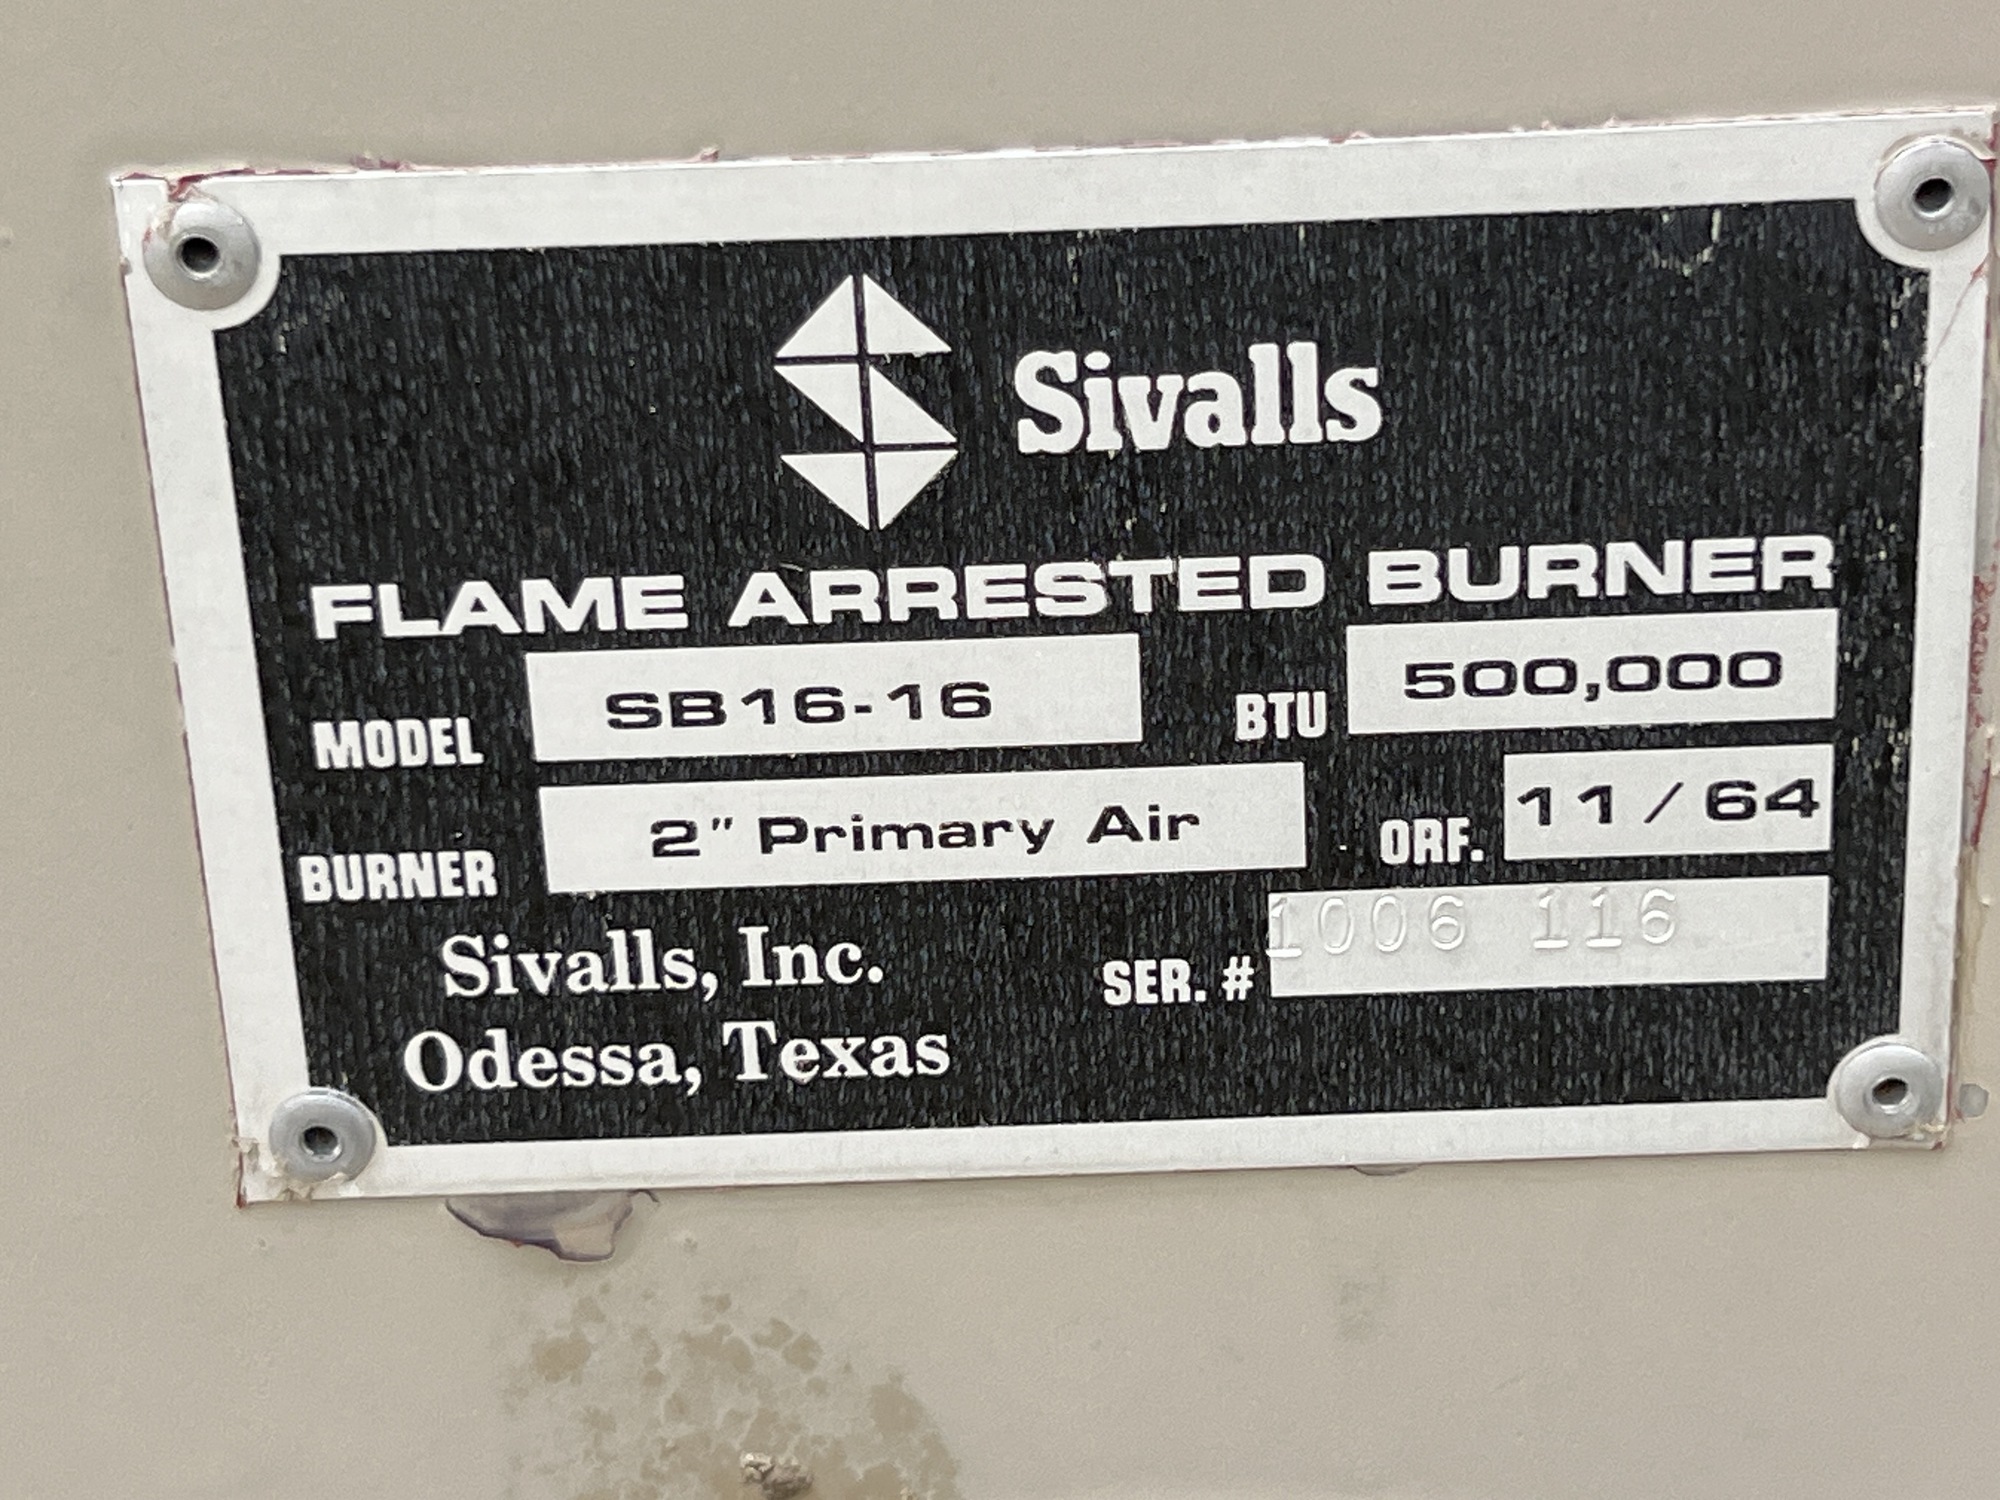 Sivalls
FLAME ARRESTED BURNER
MODEL SB16-16 BTU 500,000
BURNER 2" Primary Air ORF. 11/64
Sivalls, Inc. SER. # 1006 116
Odessa, Texas